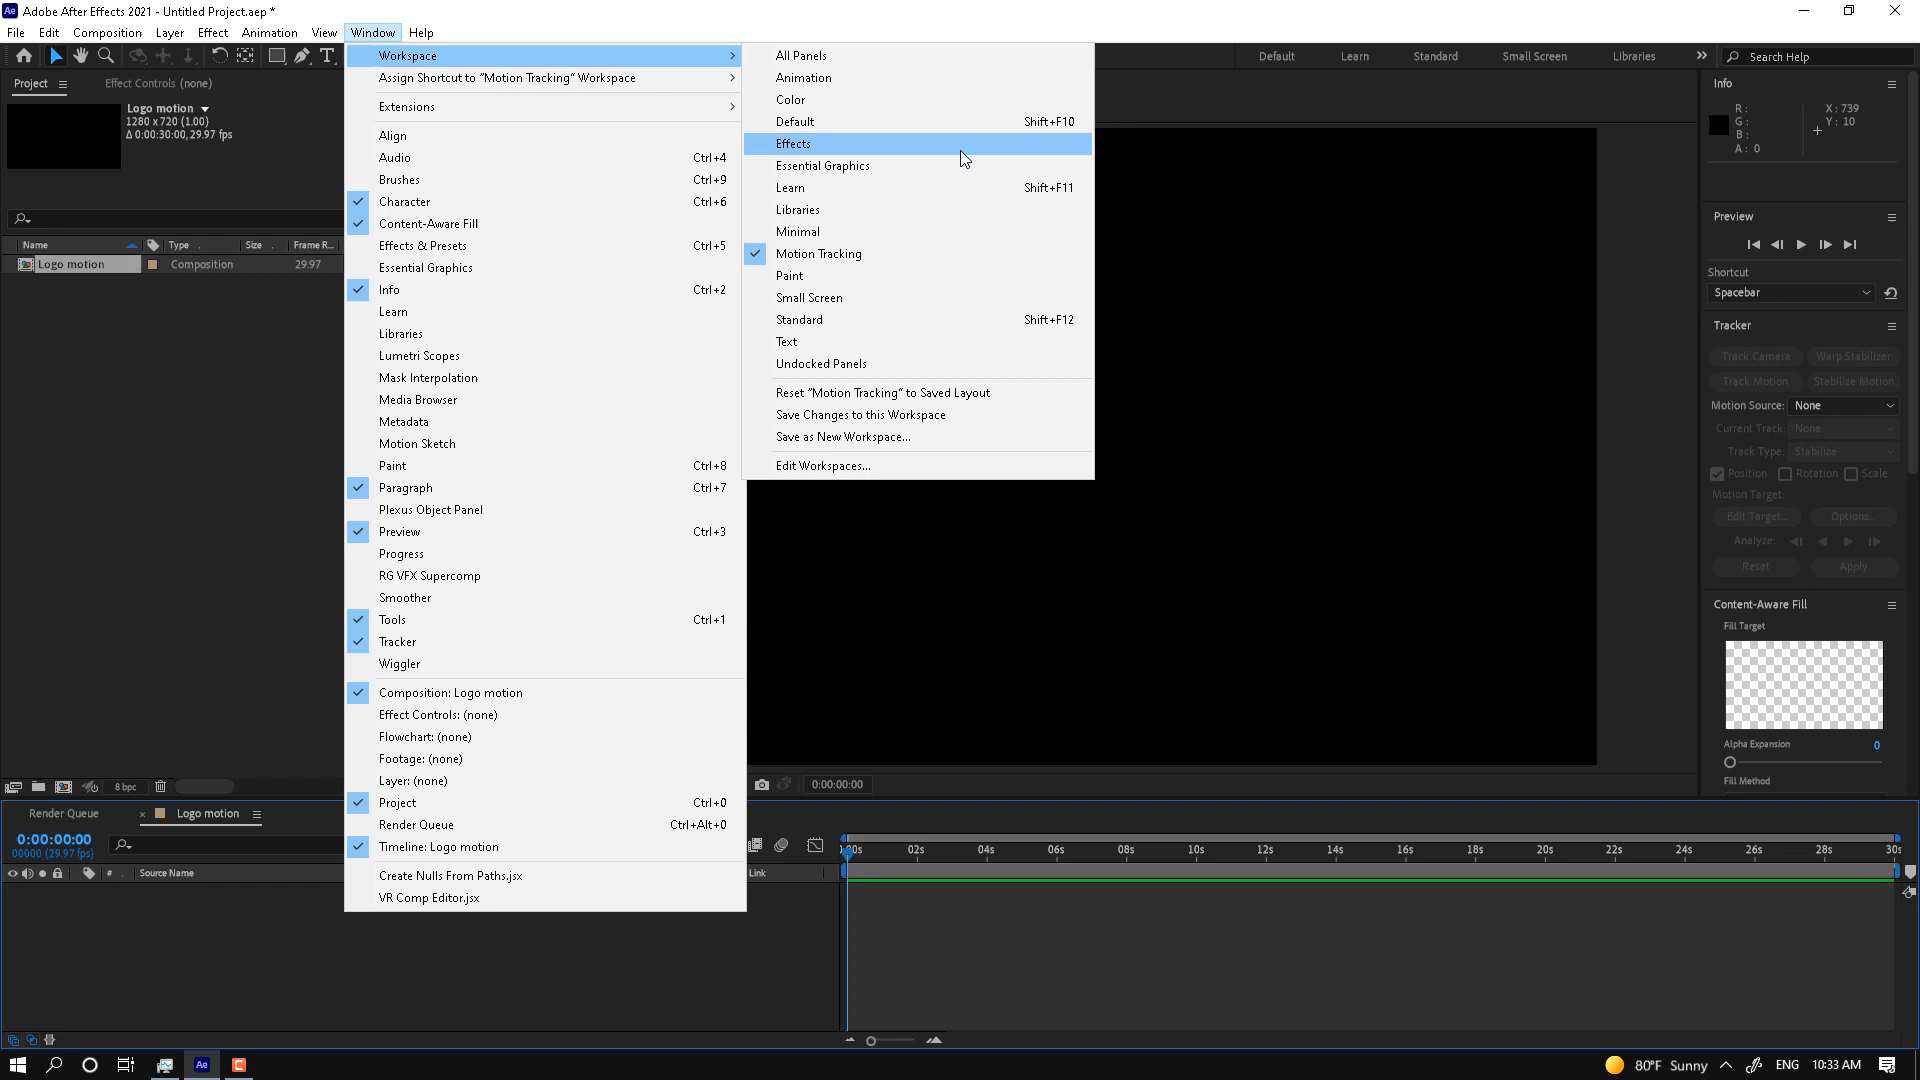 Adobe After Effects 2021 - Untitled Project.aep *
File Edit Composition Layer Effect Animation View Window Help
Default Learn Standard Small Screen Libraries Search Help
Project Effect Controls (none)
Logo motion
1280 x 720 (1.00)
Δ 0:00:30:00, 29.97 fps
Name Type Size Frame R...
Logo motion Composition 29.97
8 bpc
Workspace
Assign Shortcut to "Motion Tracking" Workspace
Extensions
Align
Audio Ctrl+4
Brushes Ctrl+9
Character Ctrl+6
Content-Aware Fill
Effects & Presets Ctrl+5
Essential Graphics
Info Ctrl+2
Learn
Libraries
Lumetri Scopes
Mask Interpolation
Media Browser
Metadata
Motion Sketch
Paint Ctrl+8
Paragraph Ctrl+7
Plexus Object Panel
Preview Ctrl+3
Progress
RG VFX Supercomp
Smoother
Tools Ctrl+1
Tracker
Wiggler
Composition: Logo motion
Effect Controls: (none)
Flowchart: (none)
Footage: (none)
Layer: (none)
Project Ctrl+0
Render Queue Ctrl+Alt+0
Timeline: Logo motion
Create Nulls From Paths.jsx
VR Comp Editor.jsx
All Panels
Animation
Color
Default Shift+F10
Effects
Essential Graphics
Learn Shift+F11
Libraries
Minimal
Motion Tracking
Paint
Small Screen
Standard Shift+F12
Text
Undocked Panels
Reset "Motion Tracking" to Saved Layout
Save Changes to this Workspace
Save as New Workspace...
Edit Workspaces...
Info
R :
G :
B :
A : 0
X : 739
Y : 10
Preview
Shortcut
Spacebar
Tracker
Track Camera Warp Stabilizer
Track Motion Stabilize Motion
Motion Source: None
Current Track: None
Track Type: Stabilize
Position Rotation Scale
Motion Target:
Edit Target... Options...
Analyze:
Reset Apply
Content-Aware Fill
Fill Target
Alpha Expansion 0
Fill Method
0:00:00:00
Render Queue Logo motion
0:00:00:00
00000 (29.97 fps)
# Source Name Link
02s 04s 06s 08s 10s 12s 14s 16s 18s 20s 22s 24s 26s 28s
80°F Sunny ENG 10:33 AM